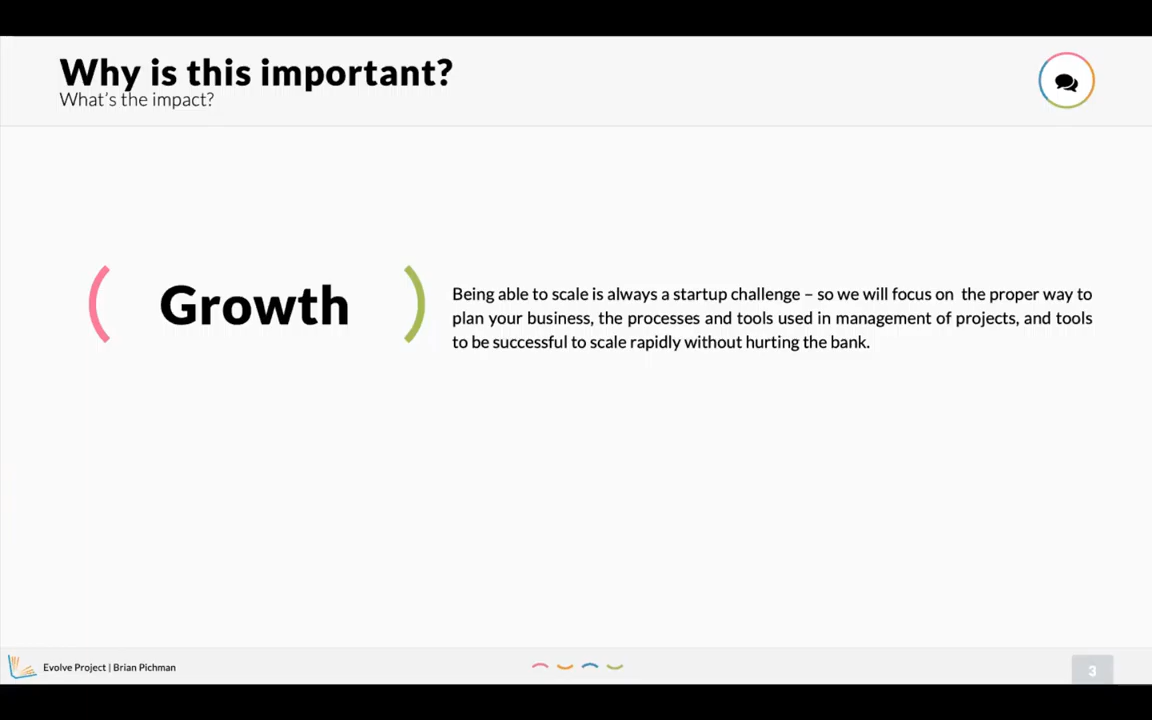 Why is this important?
What's the impact?
Growth
Being able to scale is always a startup challenge – so we will focus on the proper way to
plan your business, the processes and tools used in management of projects, and tools
to be successful to scale rapidly without hurting the bank.
Evolve Project | Brian Pichman
3